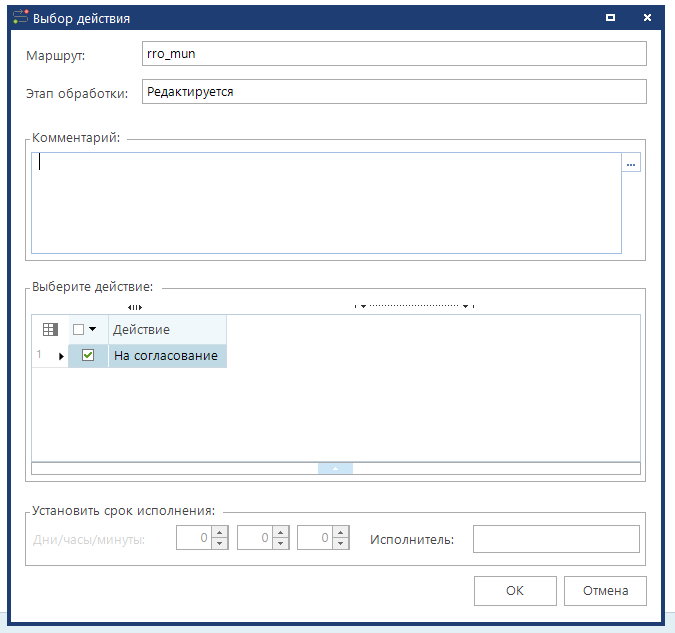 Выбор действия
Маршрут: rro_mun
Этап обработки: Редактируется
Комментарий:
...
Выберите действие:
Действие
1 На согласование
Установить срок исполнения:
Дни/часы/минуты: 0 0 0 Исполнитель:
ОК Отмена